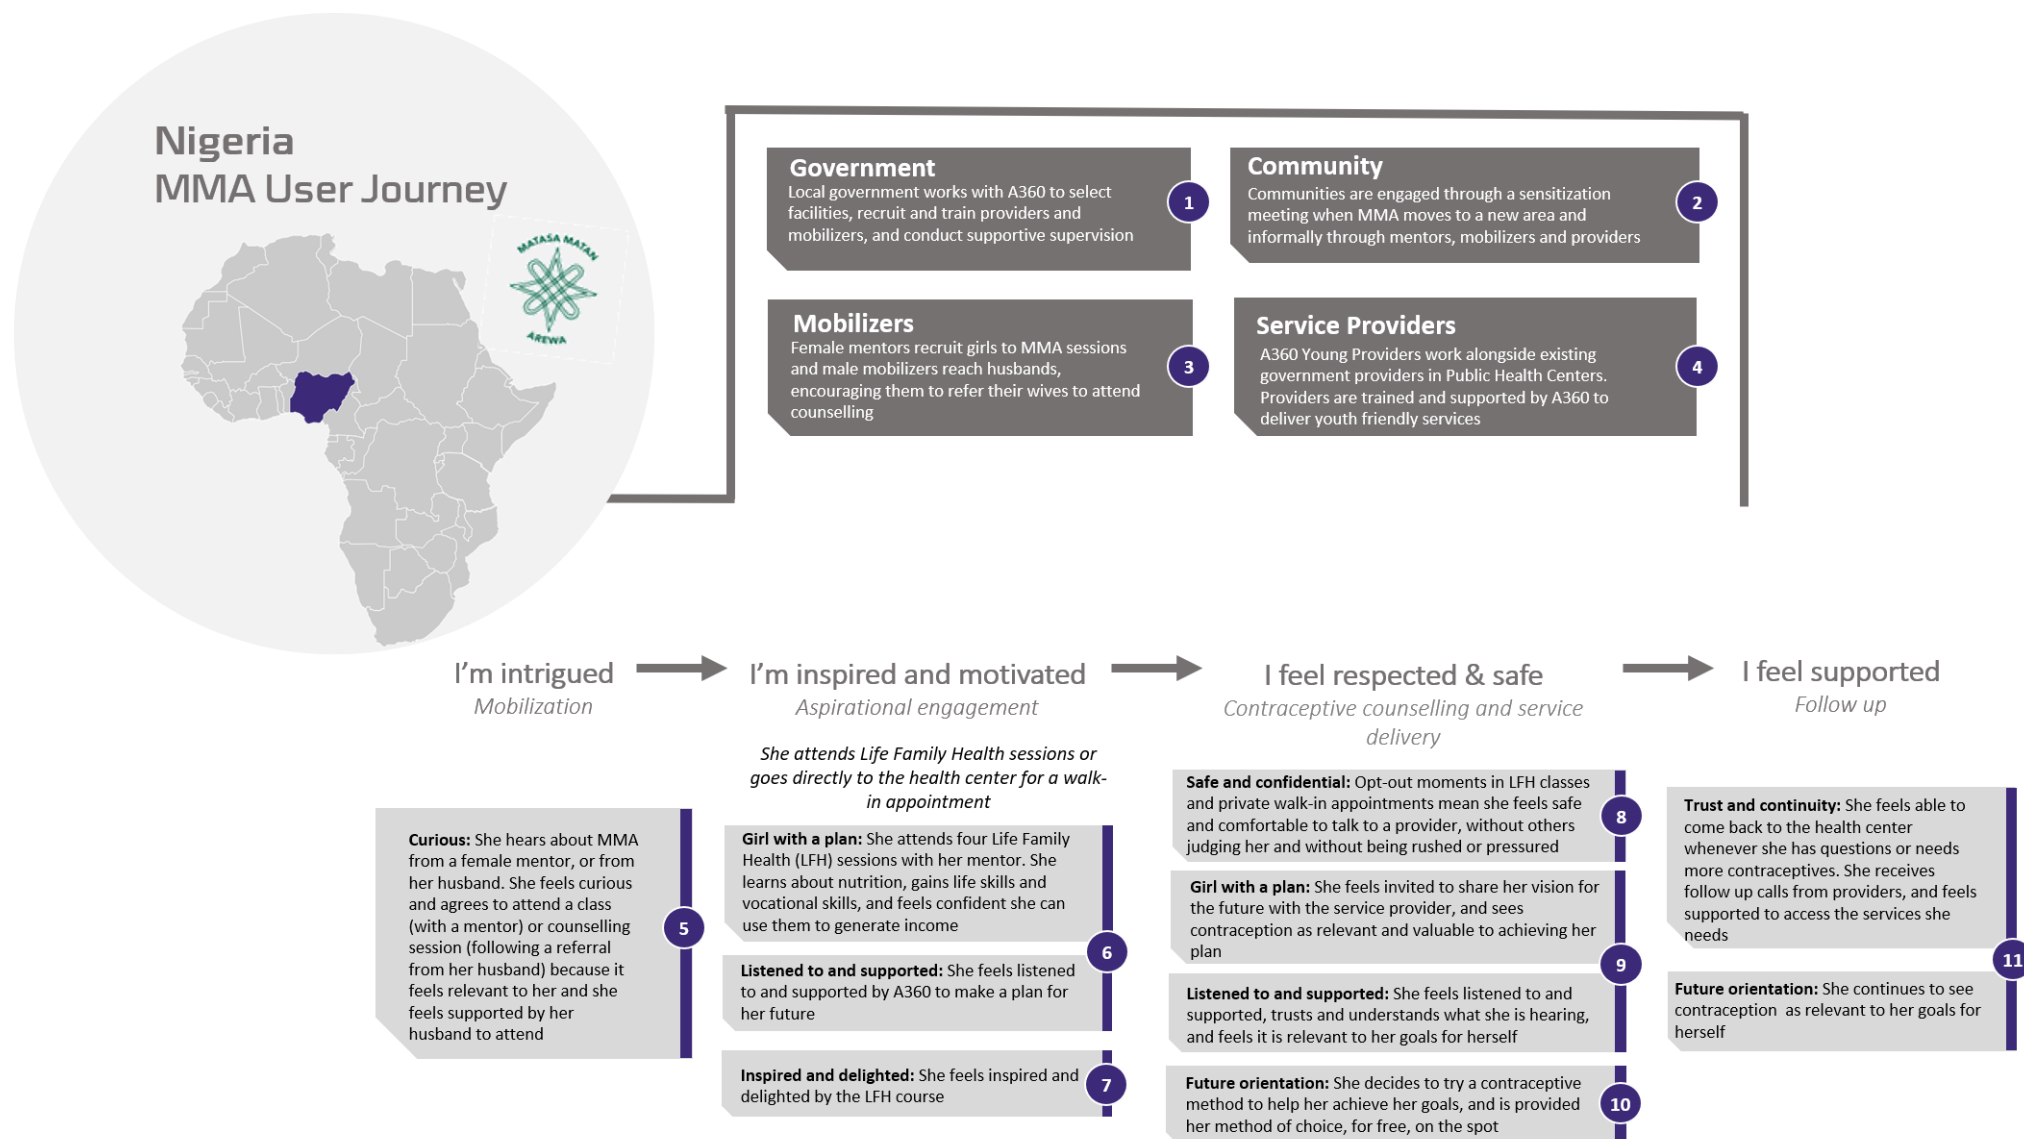 Nigeria
MMA User Journey
MATASA MATAN
AREWA
Government
Local government works with A360 to select
facilities, recruit and train providers and
mobilizers, and conduct supportive supervision
1
Community
Communities are engaged through a sensitization
meeting when MMA moves to a new area and
informally through mentors, mobilizers and providers
2
Mobilizers
Female mentors recruit girls to MMA sessions
and male mobilizers reach husbands,
encouraging them to refer their wives to attend
counselling
3
Service Providers
A360 Young Providers work alongside existing
government providers in Public Health Centers.
Providers are trained and supported by A360 to
deliver youth friendly services
4
I'm intrigued
Mobilization
Curious: She hears about MMA
from a female mentor, or from
her husband. She feels curious
and agrees to attend a class
(with a mentor) or counselling
session (following a referral
from her husband) because it
feels relevant to her and she
feels supported by her
husband to attend
5
I'm inspired and motivated
Aspirational engagement
She attends Life Family Health sessions or
goes directly to the health center for a walk-
in appointment
Girl with a plan: She attends four Life Family
Health (LFH) sessions with her mentor. She
learns about nutrition, gains life skills and
vocational skills, and feels confident she can
use them to generate income
Listened to and supported: She feels listened
to and supported by A360 to make a plan for
her future
6
Inspired and delighted: She feels inspired and
delighted by the LFH course
7
I feel respected & safe
Contraceptive counselling and service
delivery
Safe and confidential: Opt-out moments in LFH classes
and private walk-in appointments mean she feels safe
and comfortable to talk to a provider, without others
judging her and without being rushed or pressured
8
Girl with a plan: She feels invited to share her vision for
the future with the service provider, and sees
contraception as relevant and valuable to achieving her
plan
Listened to and supported: She feels listened to and
supported, trusts and understands what she is hearing,
and feels it is relevant to her goals for herself
9
Future orientation: She decides to try a contraceptive
method to help her achieve her goals, and is provided
her method of choice, for free, on the spot
10
I feel supported
Follow up
Trust and continuity: She feels able to
come back to the health center
whenever she has questions or needs
more contraceptives. She receives
follow up calls from providers, and feels
supported to access the services she
needs
Future orientation: She continues to see
contraception as relevant to her goals for
herself
11